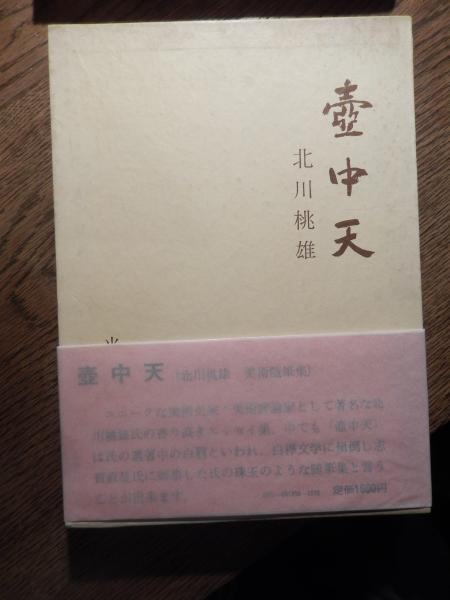 壺中天
北川桃雄
壺中天 〔北川桃雄 美術随筆集〕
ユニークな美術史家・美術評論家として著名な北
川桃雄氏の香り高きエッセイ集。中でも「壺中天」
は氏の著書中の白眉といわれ、白樺文学に傾倒し志
賀直哉氏に師事した氏の珠玉のような随筆集と言う
ことが出来ます。
定価1600円